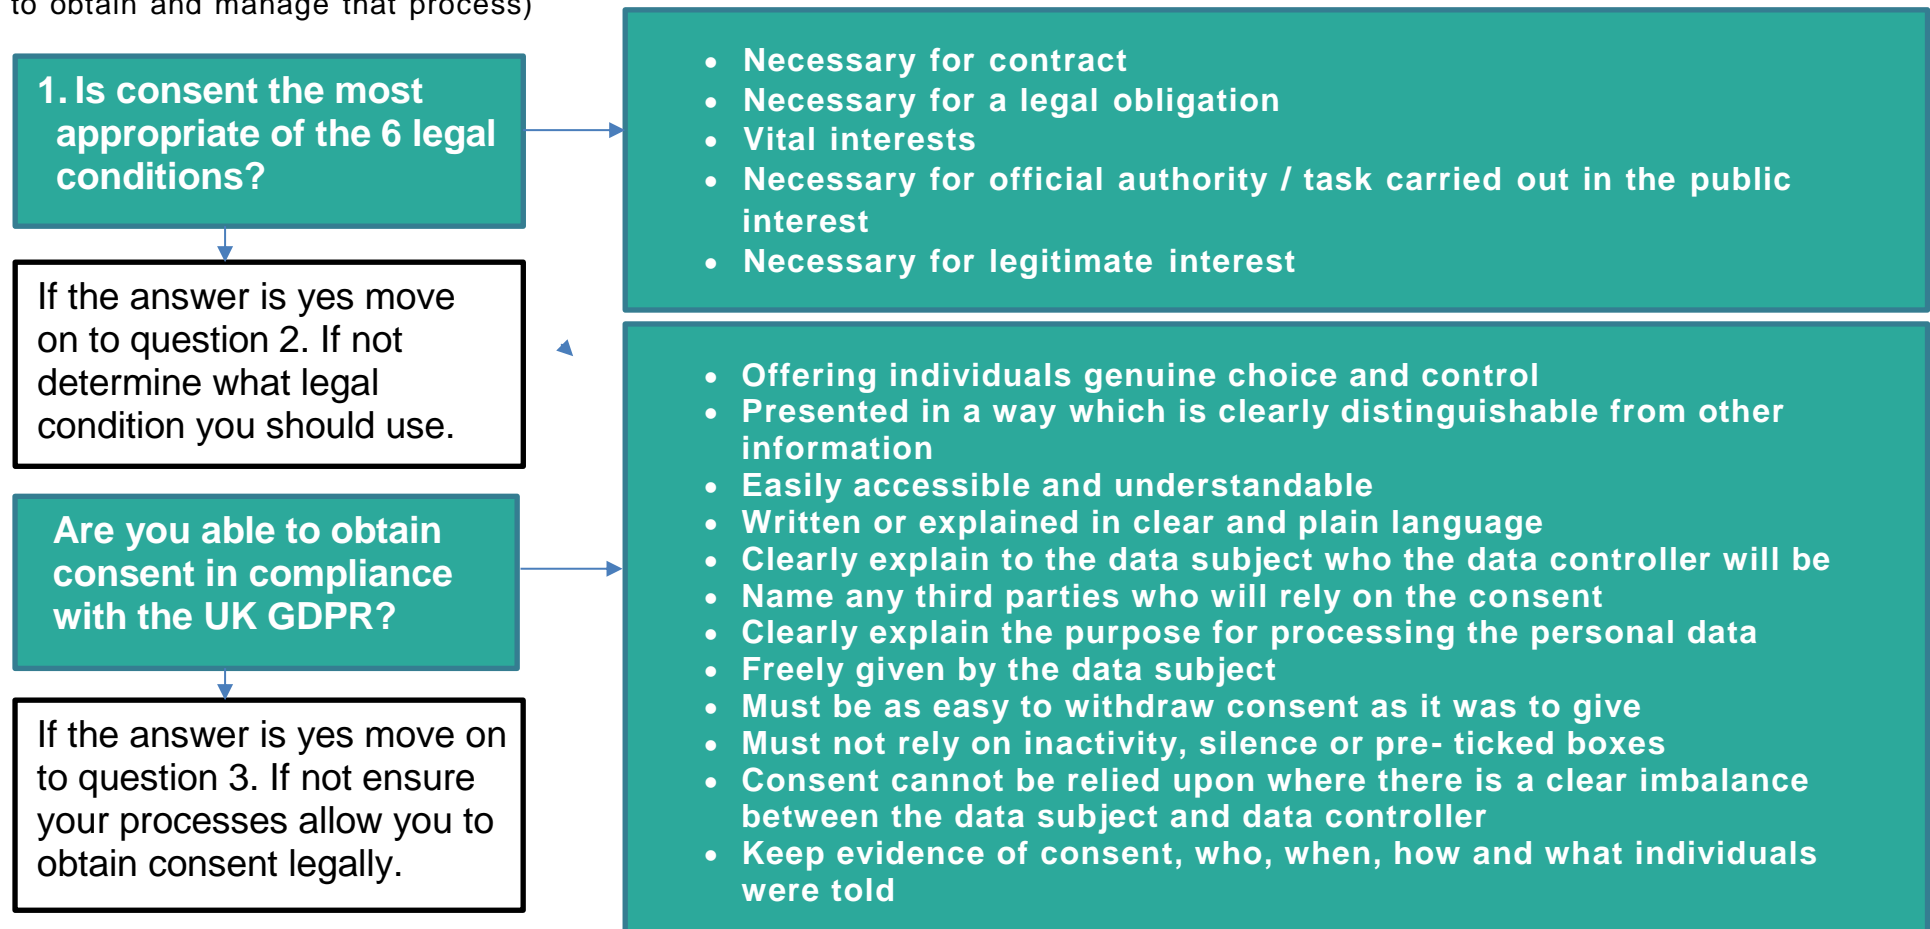 to obtain and manage that process)
1. Is consent the most
appropriate of the 6 legal
conditions?
• Necessary for contract
• Necessary for a legal obligation
• Vital interests
• Necessary for official authority / task carried out in the public
interest
• Necessary for legitimate interest
If the answer is yes move
on to question 2. If not
determine what legal
condition you should use.
Are you able to obtain
consent in compliance
with the UK GDPR?
• Offering individuals genuine choice and control
• Presented in a way which is clearly distinguishable from other
information
• Easily accessible and understandable
• Written or explained in clear and plain language
• Clearly explain to the data subject who the data controller will be
• Name any third parties who will rely on the consent
• Clearly explain the purpose for processing the personal data
• Freely given by the data subject
• Must be as easy to withdraw consent as it was to give
• Must not rely on inactivity, silence or pre- ticked boxes
• Consent cannot be relied upon where there is a clear imbalance
between the data subject and data controller
• Keep evidence of consent, who, when, how and what individuals
were told
If the answer is yes move on
to question 3. If not ensure
your processes allow you to
obtain consent legally.